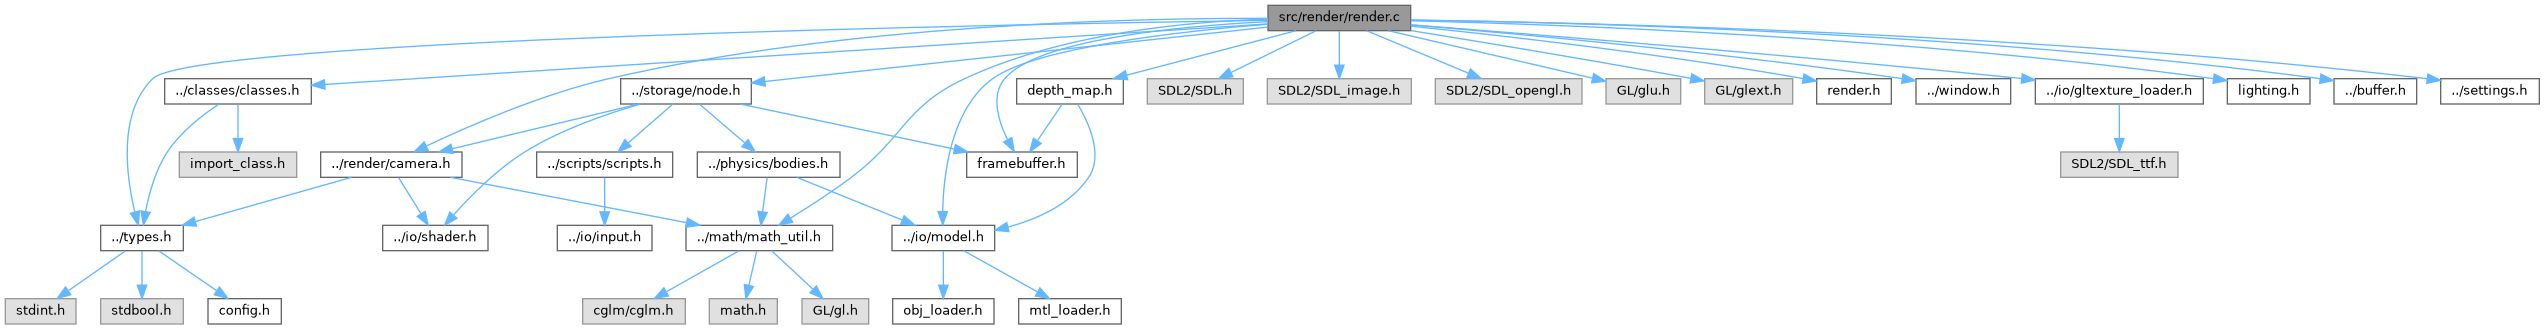 src/render/render.c
../classes/classes.h
../storage/node.h
depth_map.h
SDL2/SDL.h
SDL2/SDL_image.h
SDL2/SDL_opengl.h
GL/glu.h
GL/glext.h
render.h
../window.h
../io/gltexture_loader.h
lighting.h
../buffer.h
../settings.h
import_class.h
../render/camera.h
../scripts/scripts.h
../physics/bodies.h
framebuffer.h
SDL2/SDL_ttf.h
../types.h
../io/shader.h
../io/input.h
../math/math_util.h
../io/model.h
stdint.h
stdbool.h
config.h
cglm/cglm.h
math.h
GL/gl.h
obj_loader.h
mtl_loader.h